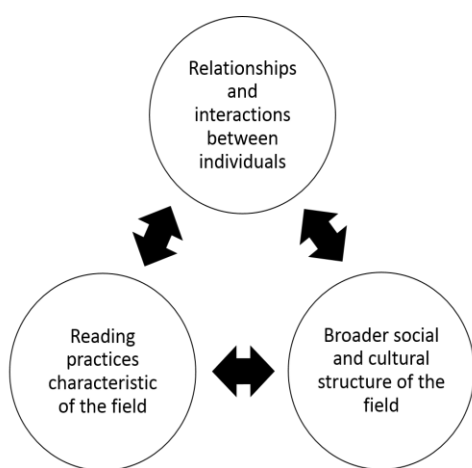 Relationships
and
interactions
between
individuals
Reading
practices
characteristic
of the field
Broader social
and cultural
structure of the
field